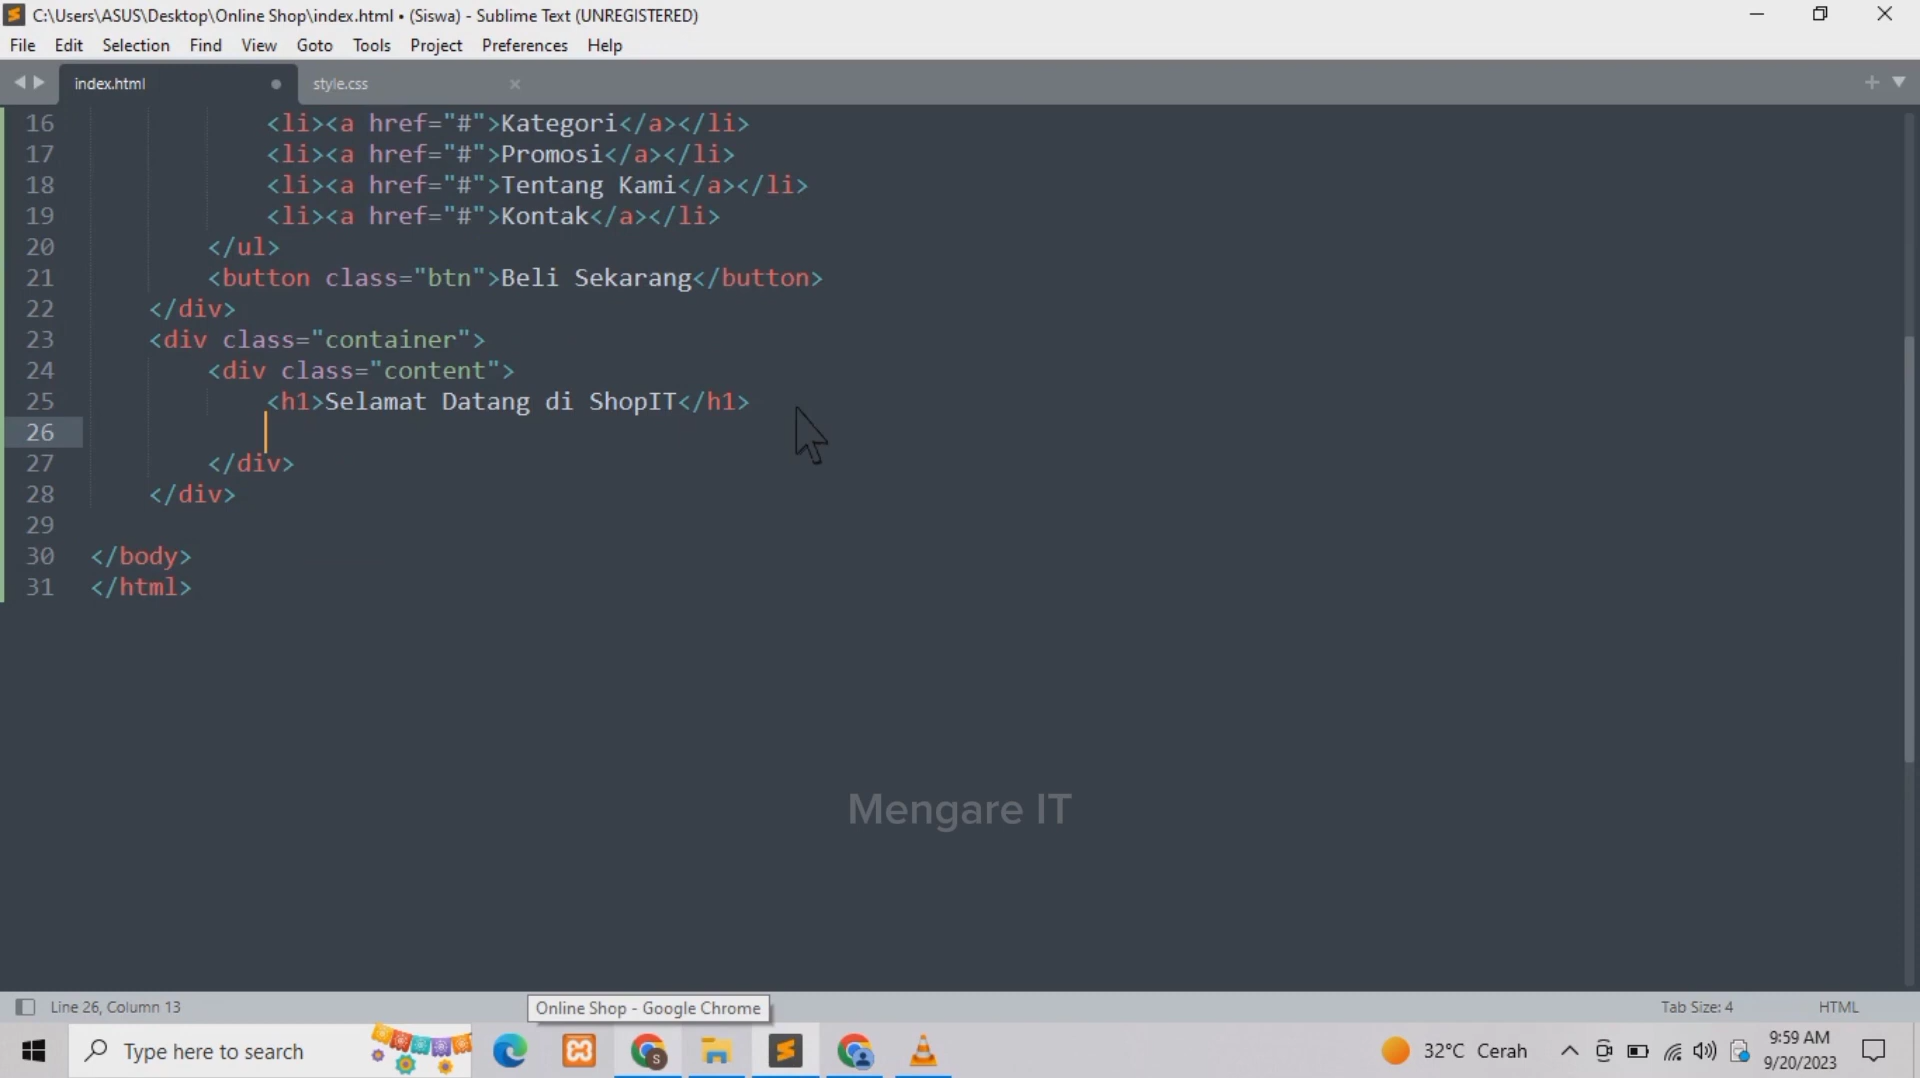 C:\Users\ASUS\Desktop\Online Shop\index.html • (Siswa) - Sublime Text (UNREGISTERED)
File Edit Selection Find View Goto Tools Project Preferences Help
index.html style.css
16 <li><a href="#">Kategori</a></li>
17 <li><a href="#">Promosi</a></li>
18 <li><a href="#">Tentang Kami</a></li>
19 <li><a href="#">Kontak</a></li>
20 </ul>
21 <button class="btn">Beli Sekarang</button>
22 </div>
23 <div class="container">
24 <div class="content">
25 <h1>Selamat Datang di ShopIT</h1>
26
27 </div>
28 </div>
29
30 </body>
31 </html>
Mengare IT
Line 26, Column 13
Online Shop - Google Chrome
Tab Size: 4 HTML
Type here to search
32°C Cerah
9:59 AM
9/20/2023